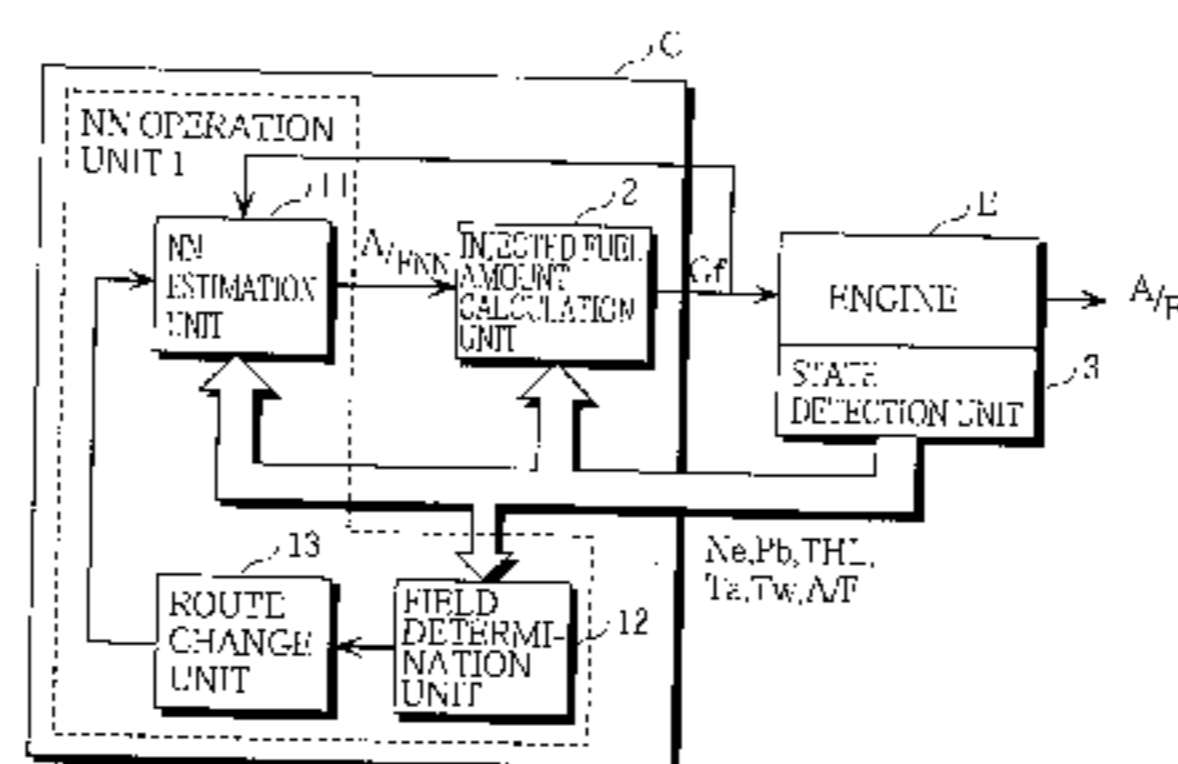 C
NN OPERATION
UNIT 1
11
NN
ESTIMATION
UNIT
A/FNN
2
INJECTED FUEL
AMOUNT
CALCULATION
UNIT
Gf
E
ENGINE
A/F
STATE
DETECTION UNIT
3
Ne,Pb,THL,
Ta,Tw,A/F
13
ROUTE
CHANGE
UNIT
FIELD
DETERMI-
NATION
UNIT
12